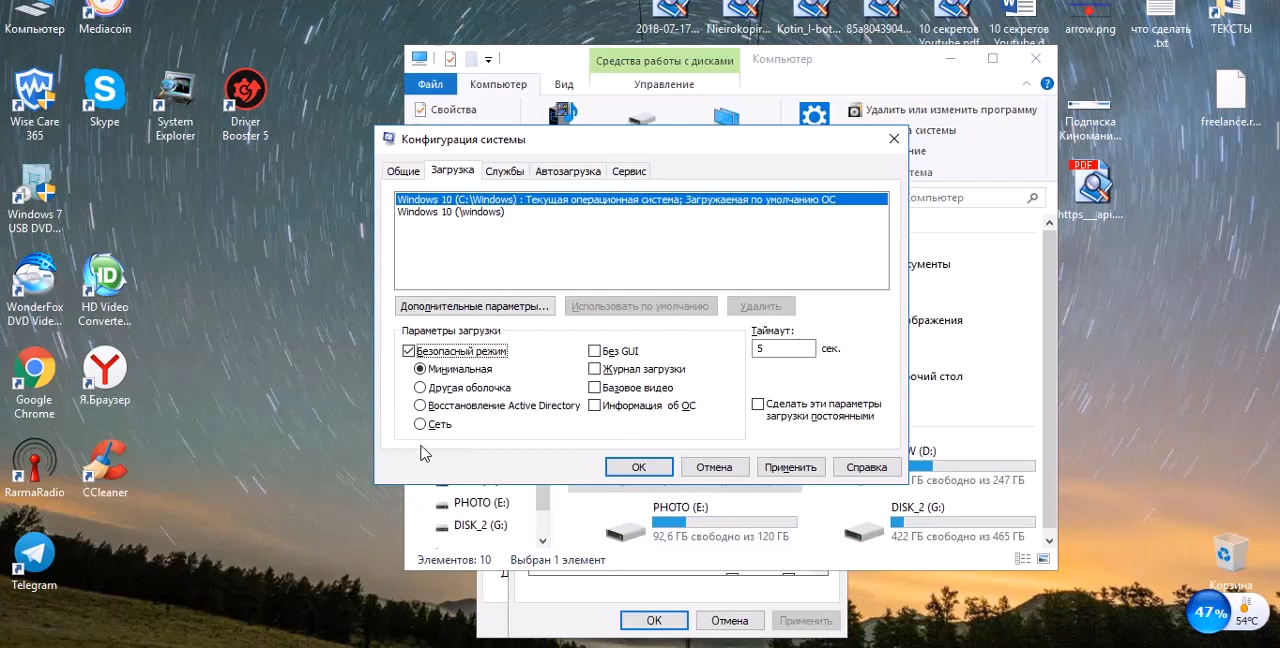 Компьютер
Mediacoin
2018-07-17...
Nieirokopir...
Kotin_I-bot...
85a8043904...
10 секретов
Youtube.pdf
10 секретов
Youtube.d
arrow.png
что сделать
.txt
ТЕКСТЫ
Wise Care
365
Skype
System
Explorer
Driver
Booster 5
Windows 7
USB DVD...
WonderFox
DVD Vide...
HD
HD Video
Converte...
Google
Chrome
Я.Браузер
RarmaRadio
CCleaner
Telegram
Средства работы с дисками
Компьютер
Файл
Компьютер
Вид
Управление
Свойства
Удалить или изменить программу
а системы
ние
тема
омпьютер
Подписка
Киномани...
freelance.r...
PDF
https___api....
Конфигурация системы
Общие
Загрузка
Службы
Автозагрузка
Сервис
Windows 10 (C:\Windows) : Текущая операционная система; Загружаемая по умолчанию ОС
Windows 10 (\windows)
Дополнительные параметры...
Использовать по умолчанию
Удалить
Параметры загрузки
Безопасный режим
Минимальная
Другая оболочка
Восстановление Active Directory
Сеть
Без GUI
Журнал загрузки
Базовое видео
Информация об ОС
Таймаут:
5 сек.
Сделать эти параметры
загрузки постоянными
OK
Отмена
Применить
Справка
кументы
ображения
очий стол
W (D:)
ГБ свободно из 247 ГБ
PHOTO (E:)
DISK_2 (G:)
PHOTO (E:)
92,6 ГБ свободно из 120 ГБ
DISK_2 (G:)
422 ГБ свободно из 465 ГБ
Элементов: 10
Выбран 1 элемент
OK
Отмена
Применить
Корзина
47%
54°C